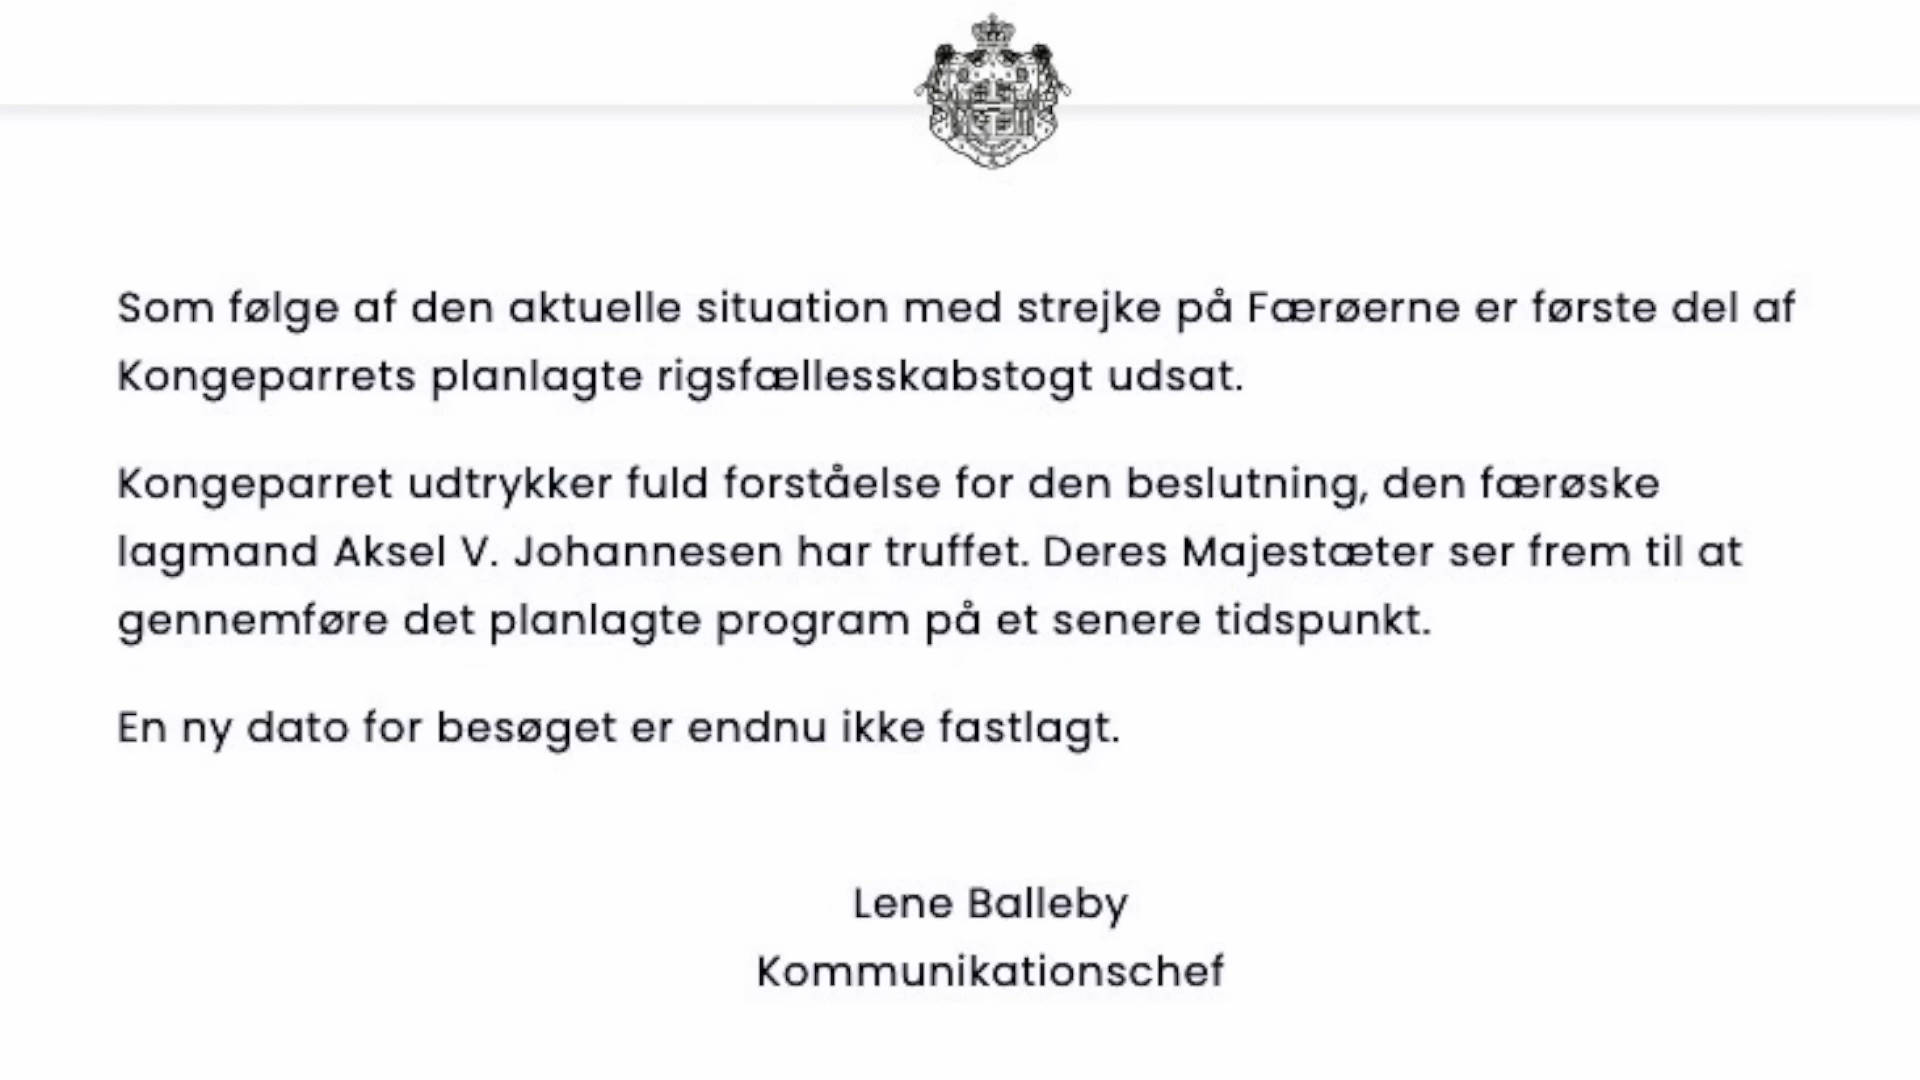 Som følge af den aktuelle situation med strejke på Færøerne er første del af
Kongeparrets planlagte rigsfællesskabstogt udsat.
Kongeparret udtrykker fuld forståelse for den beslutning, den færøske
lagmand Aksel V. Johannesen har truffet. Deres Majestæter ser frem til at
gennemføre det planlagte program på et senere tidspunkt.
En ny dato for besøget er endnu ikke fastlagt.
Lene Balleby
Kommunikationschef